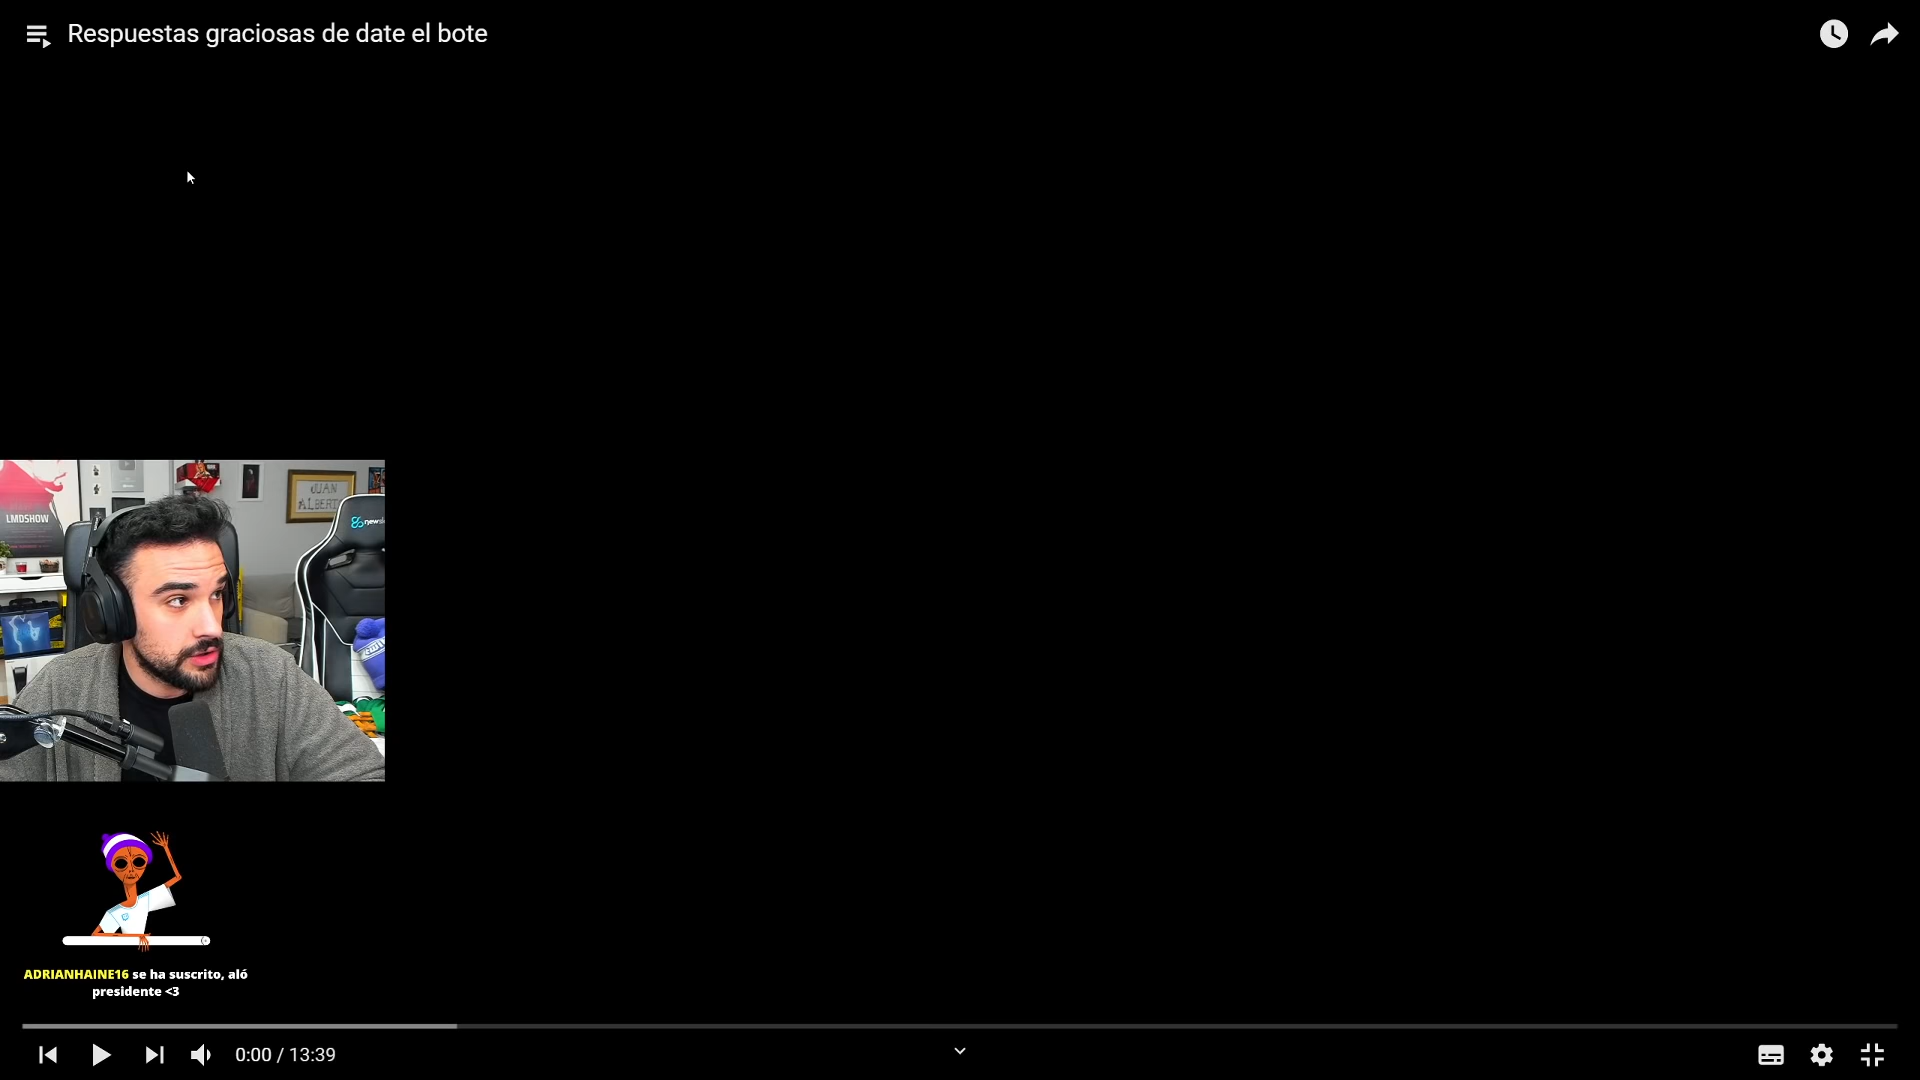 Respuestas graciosas de date el bote
LMDSHOW
JUAN
ALBERT
ADRIANHAINE16 se ha suscrito, aló
presidente <3
0:00 / 13:39